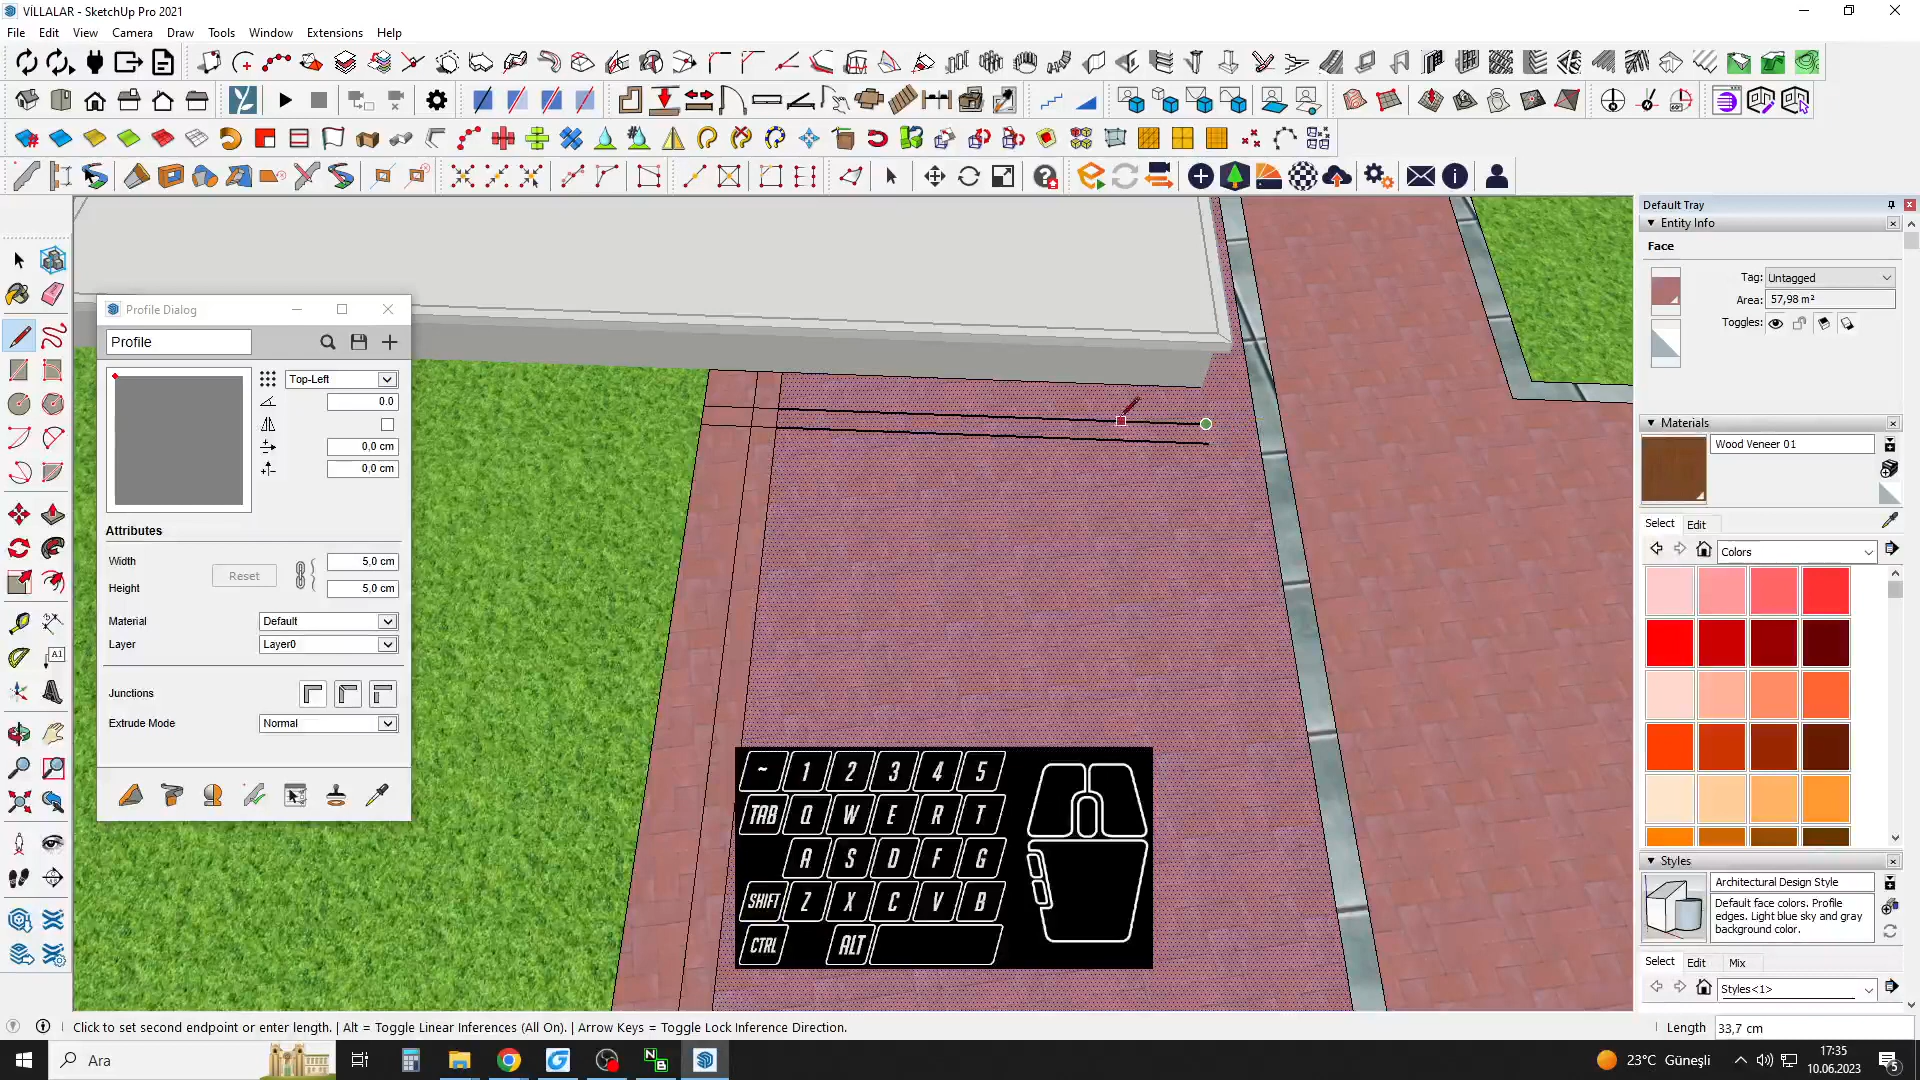 VİLLALAR - SketchUp Pro 2021
File Edit View Camera Draw Tools Window Extensions Help
Default Tray
Entity Info
Face
Tag: Untagged
Area: 57,98 m²
Toggles:
Profile Dialog
Profile
Top-Left
0.0
0,0 cm
0,0 cm
Attributes
Width 5,0 cm
Reset
Height 5,0 cm
Material Default
Layer Layer0
Junctions
Extrude Mode Normal
A1
Materials
Wood Veneer 01
Select Edit
Colors
Styles
Architectural Design Style
Default face colors. Profile
edges. Light blue sky and gray
background color.
Select Edit Mix
Styles<1>
~ 1 2 3 4 5
TAB Q W E R T
A S D F G
SHIFT Z X C V B
CTRL ALT
Click to set second endpoint or enter length. | Alt = Toggle Linear Inferences (All On). | Arrow Keys = Toggle Lock Inference Direction.
Length 33,7 cm
Ara
N
B
23°C Güneşli
17:35
10.06.2023
5